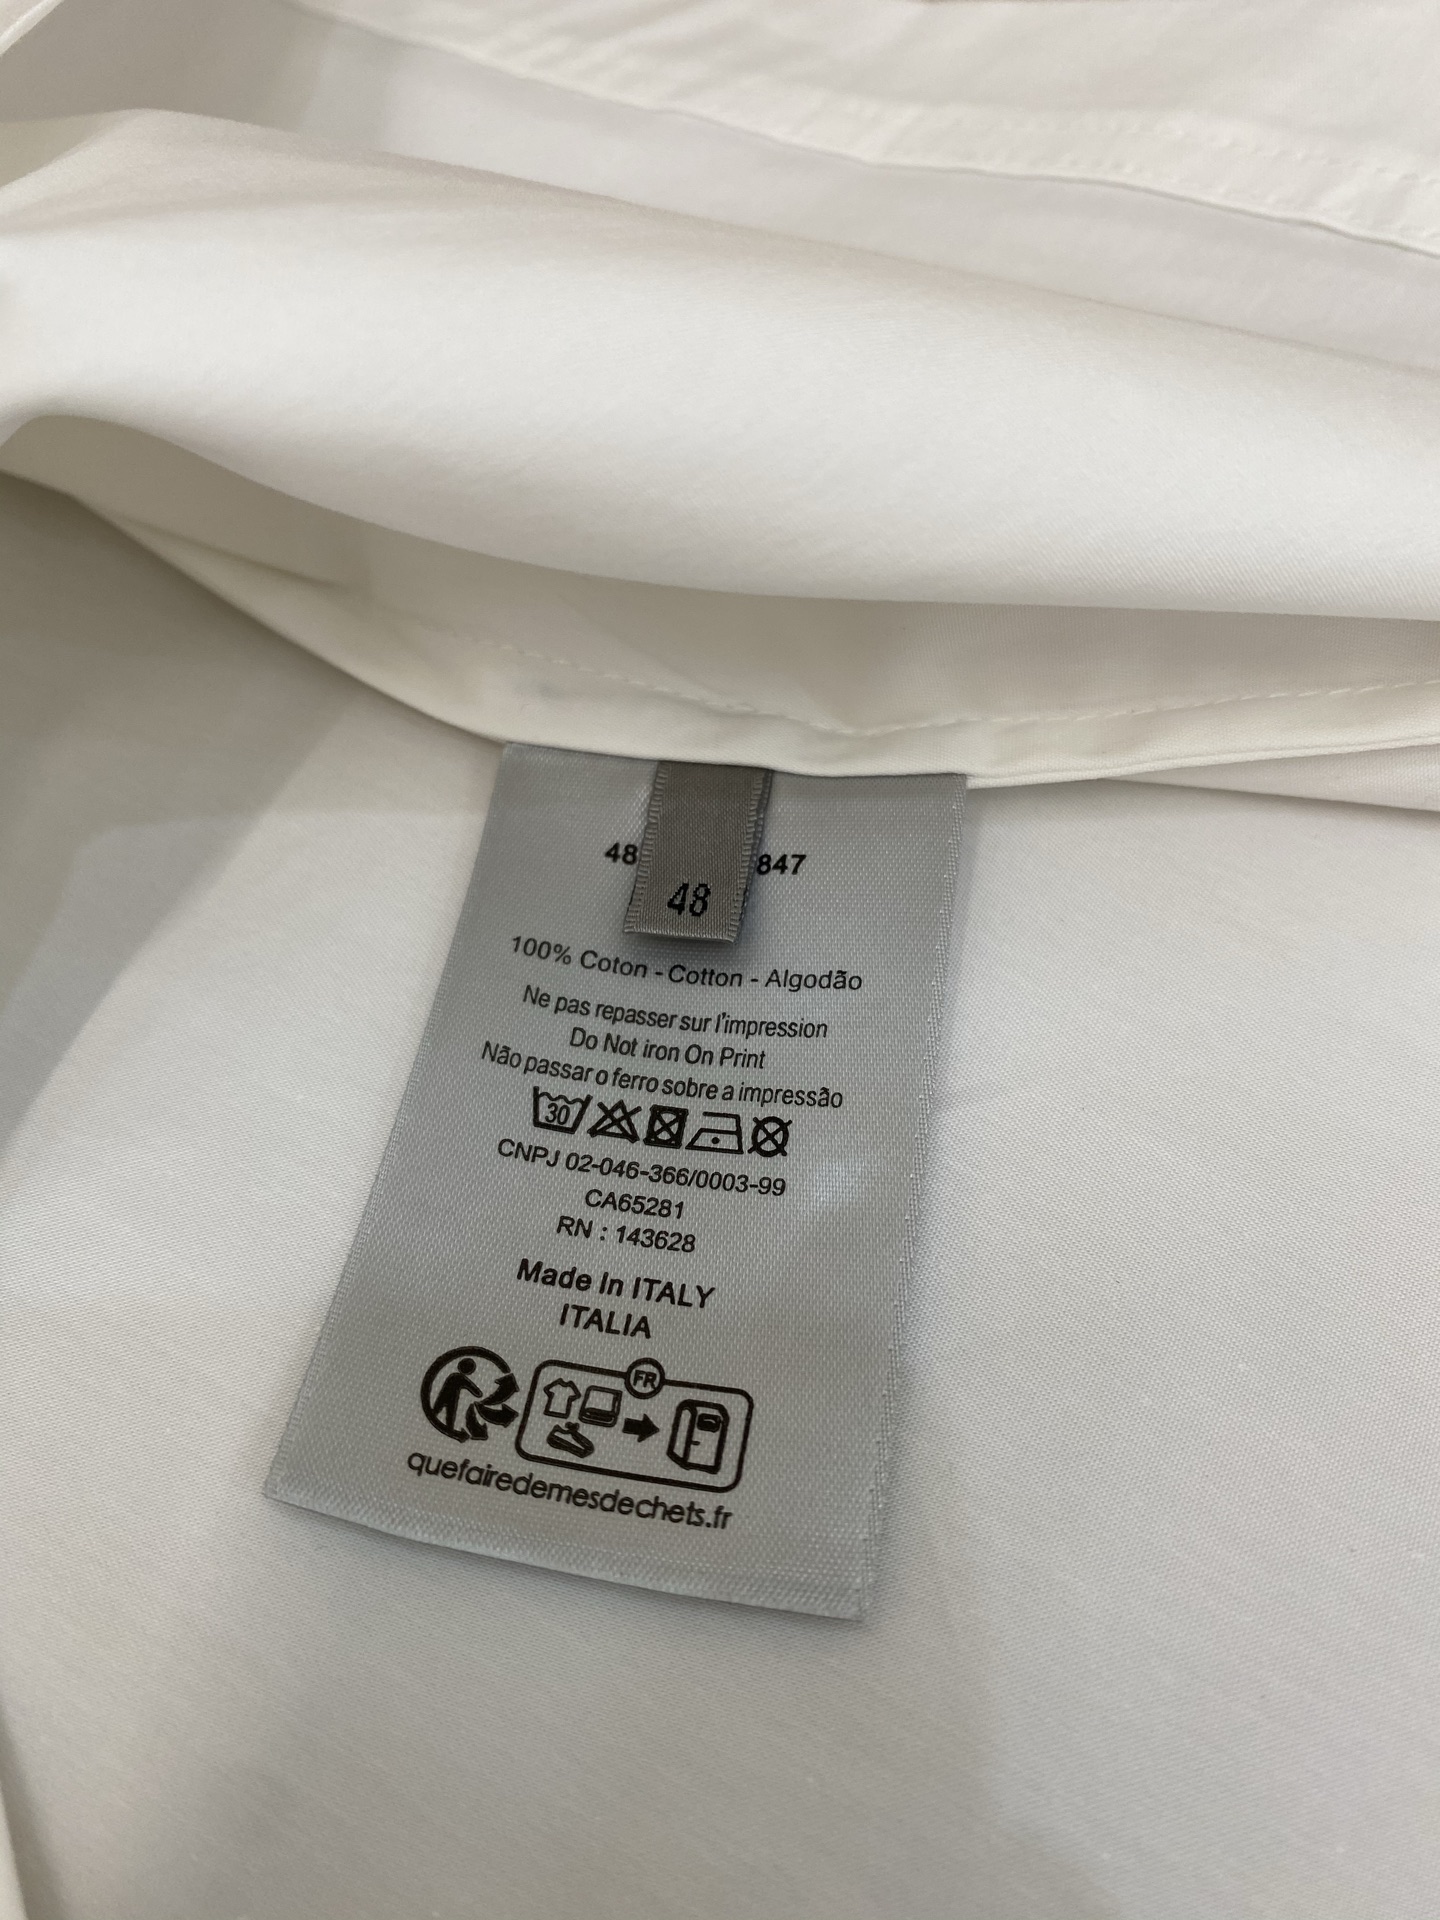 48 847
48
100% Coton - Cotton - Algodão
Ne pas repasser sur l'impression
Do Not iron On Print
Não passar o ferro sobre a impressão
30
CNPJ 02-046-366/0003-99
CA65281
RN : 143628
Made In ITALY
ITALIA
FR
quefairedemesdechets.fr